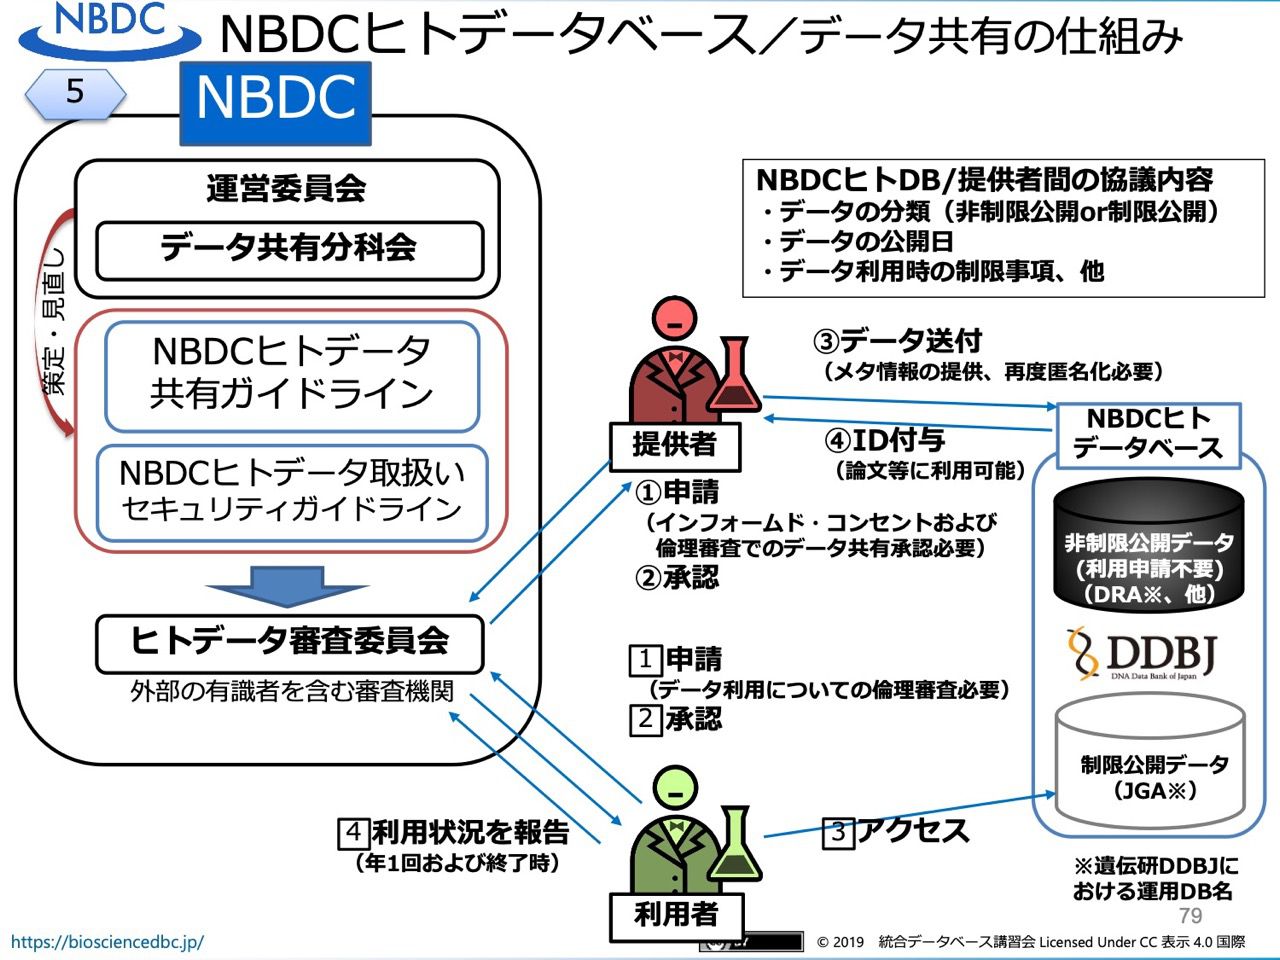 NBDC
NBDCヒトデータベース／データ共有の仕組み
5
NBDC
運営委員会
データ共有分科会
策定・見直し
NBDCヒトデータ
共有ガイドライン
NBDCヒトデータ取扱い
セキュリティガイドライン
ヒトデータ審査委員会
外部の有識者を含む審査機関
NBDCヒトDB/提供者間の協議内容
・データの分類（非制限公開or制限公開）
・データの公開日
・データ利用時の制限事項、他
提供者
③データ送付
（メタ情報の提供、再度匿名化必要）
④ID付与
（論文等に利用可能）
①申請
（インフォームド・コンセントおよび
倫理審査でのデータ共有承認必要）
②承認
NBDCヒト
データベース
非制限公開データ
(利用申請不要)
（DRA※、他）
DDBJ
DNA Data Bank of Japan
制限公開データ
（JGA※）
1 申請
（データ利用についての倫理審査必要）
2 承認
3 アクセス
4 利用状況を報告
（年1回および終了時）
利用者
※遺伝研DDBJに
おける運用DB名
79
https://biosciencedbc.jp/
BY
© 2019 統合データベース講習会 Licensed Under CC 表示 4.0 国際